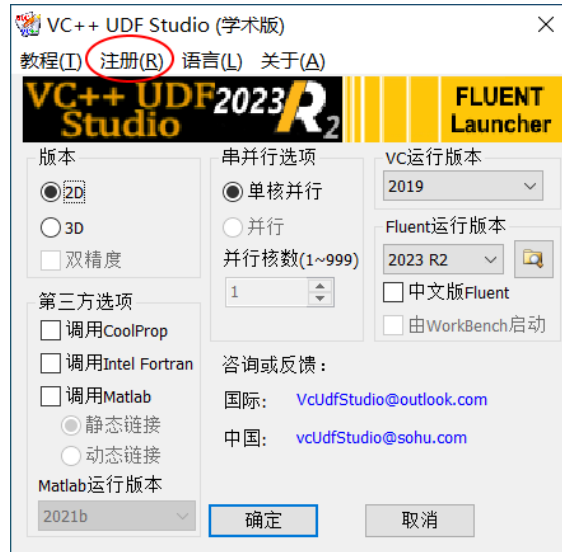 VC++ UDF Studio (学术版)
教程(T) 注册(R) 语言(L) 关于(A)
VC++ UDF Studio 2023 R2 FLUENT Launcher
版本
2D
3D
双精度
串并行选项
单核并行
并行
并行核数(1~999)
1
VC运行版本
2019
Fluent运行版本
2023 R2
中文版Fluent
由WorkBench启动
第三方选项
调用CoolProp
调用Intel Fortran
调用Matlab
静态链接
动态链接
Matlab运行版本
2021b
咨询或反馈：
国际: VcUdfStudio@outlook.com
中国: vcUdfStudio@sohu.com
确定
取消